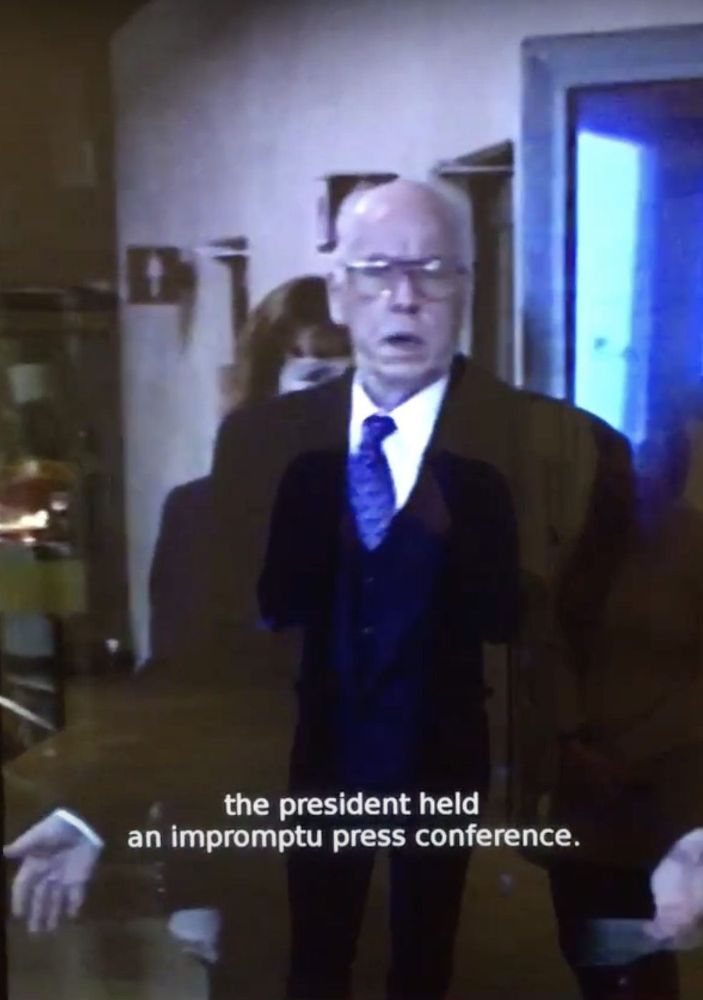 the president held
an impromptu press conference.